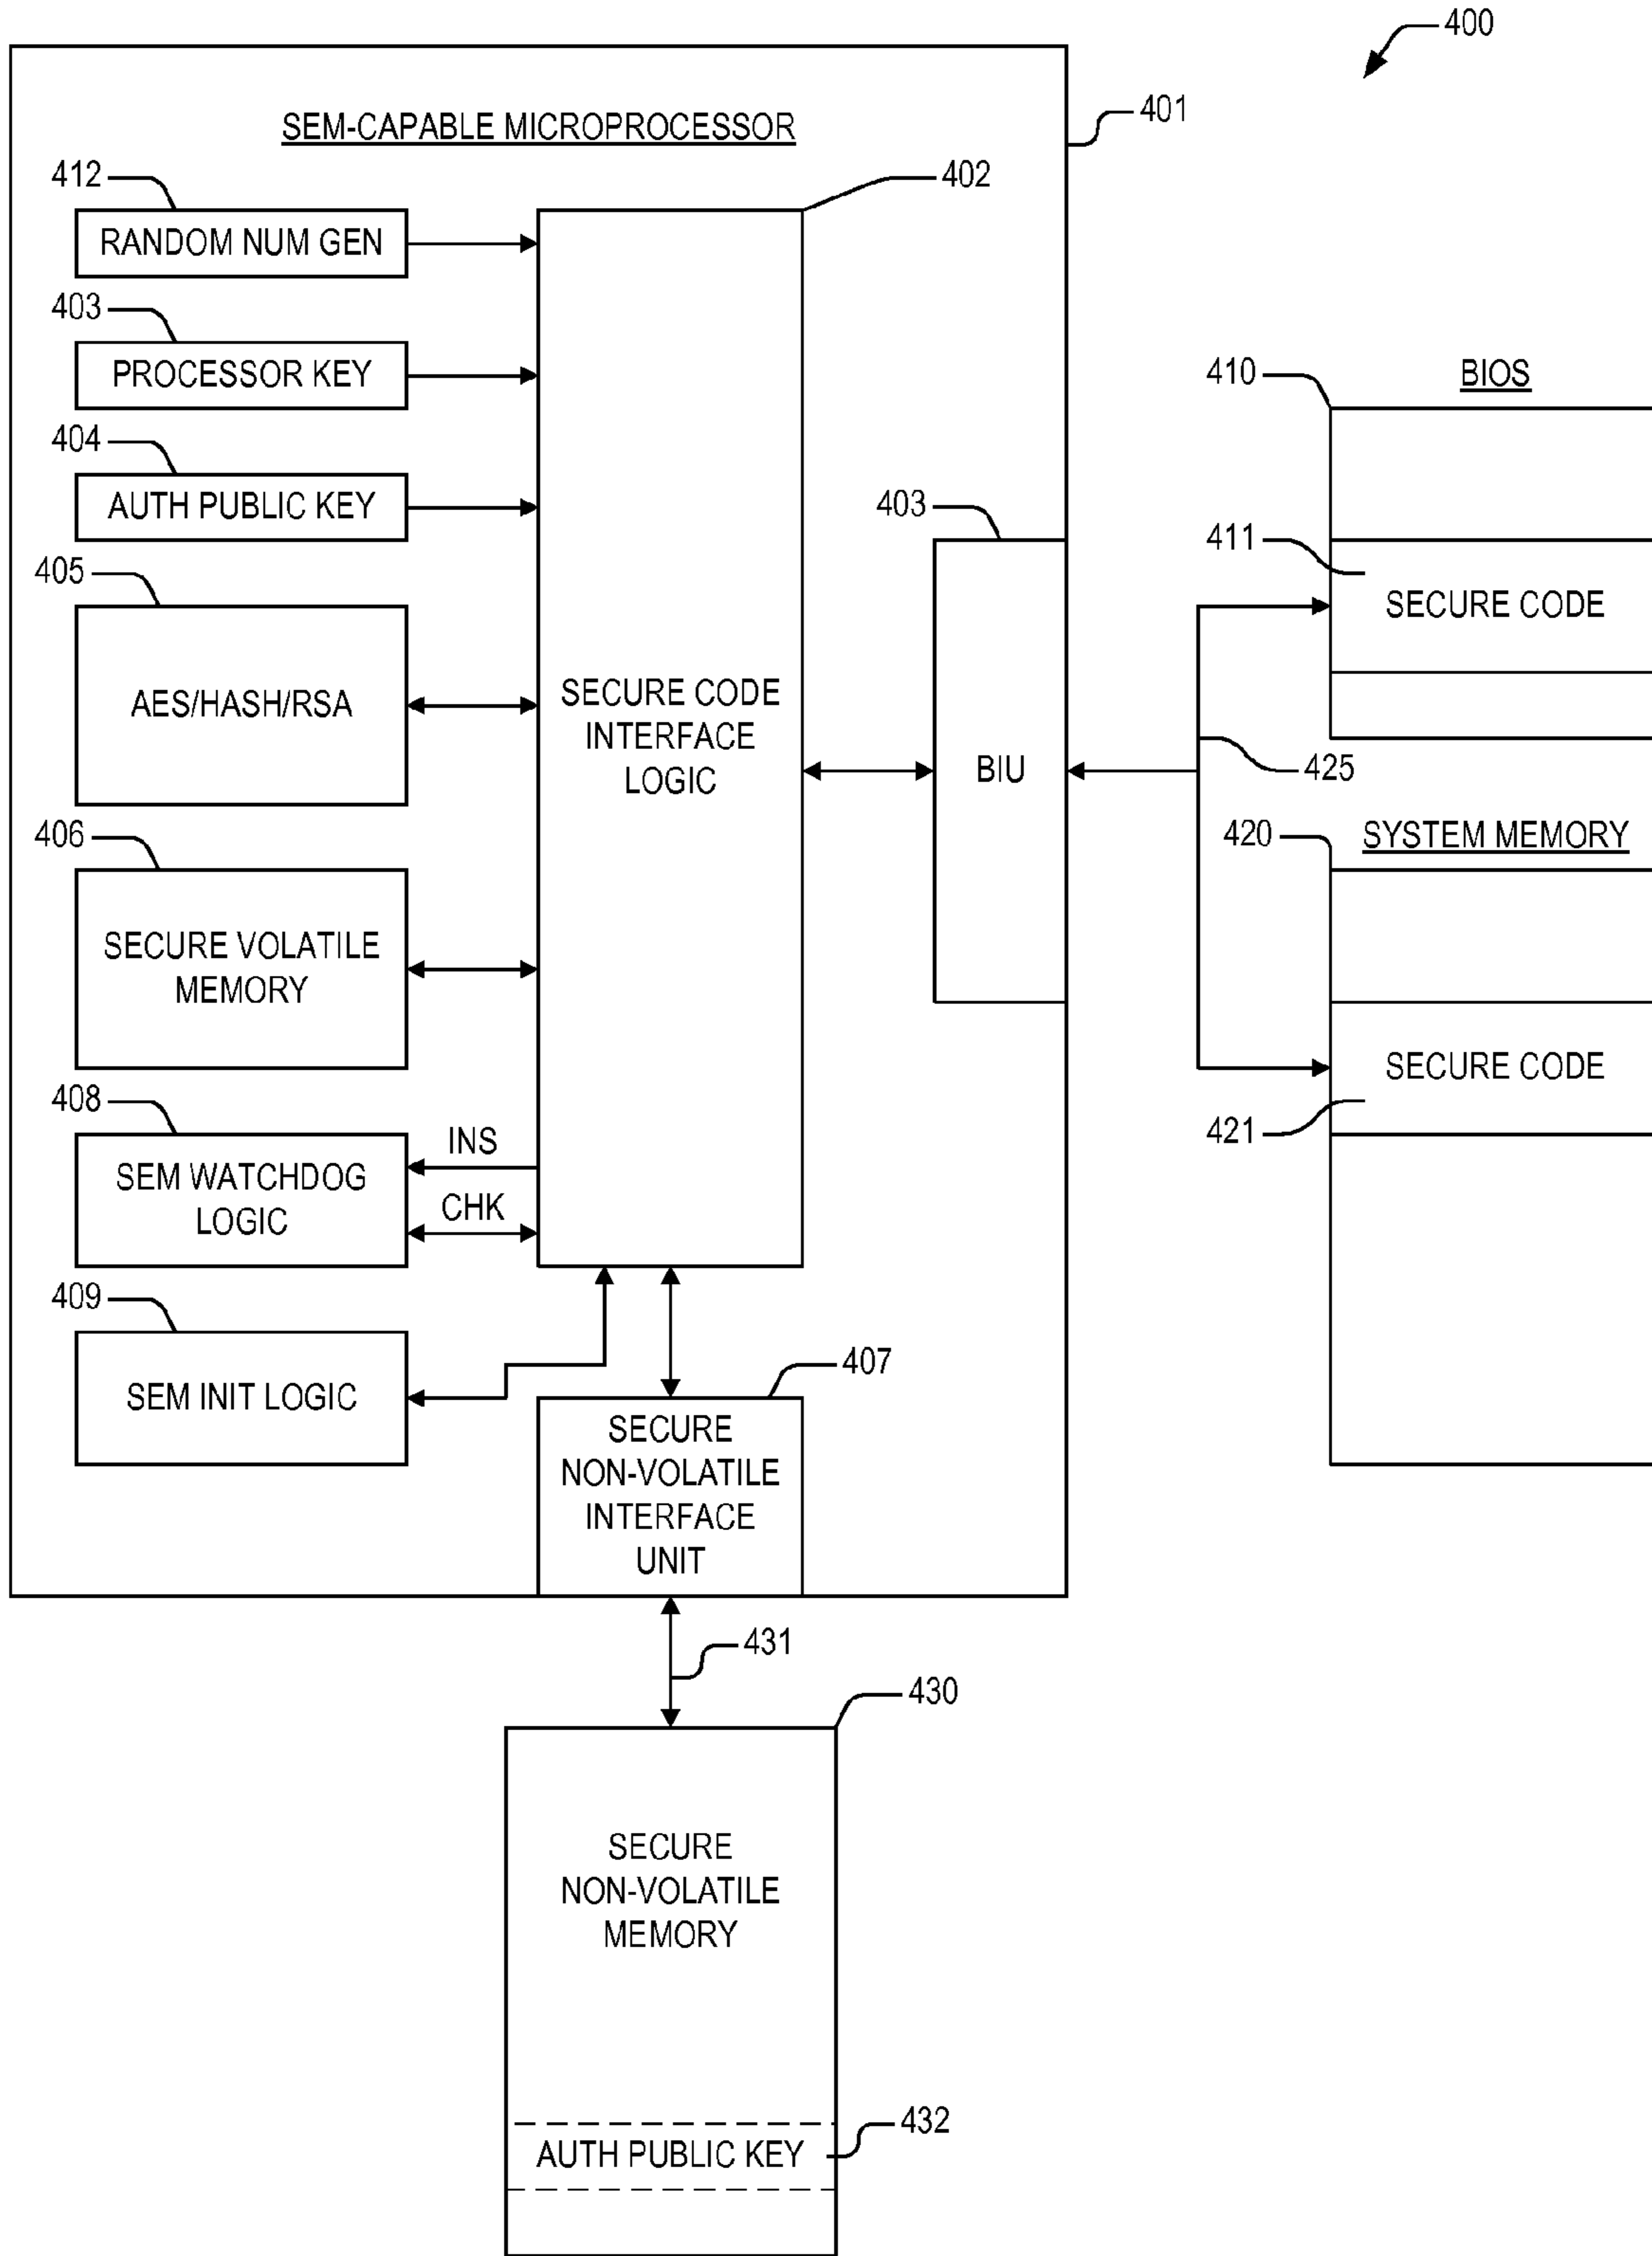 400
SEM-CAPABLE MICROPROCESSOR
401
412
402
RANDOM NUM GEN
403
PROCESSOR KEY
404
AUTH PUBLIC KEY
405
AES/HASH/RSA
406
SECURE VOLATILE
MEMORY
408
SEM WATCHDOG
LOGIC
INS
CHK
409
SEM INIT LOGIC
SECURE CODE
INTERFACE
LOGIC
403
BIU
407
SECURE
NON-VOLATILE
INTERFACE
UNIT
410
BIOS
411
SECURE CODE
425
420
SYSTEM MEMORY
SECURE CODE
421
431
430
SECURE
NON-VOLATILE
MEMORY
432
AUTH PUBLIC KEY